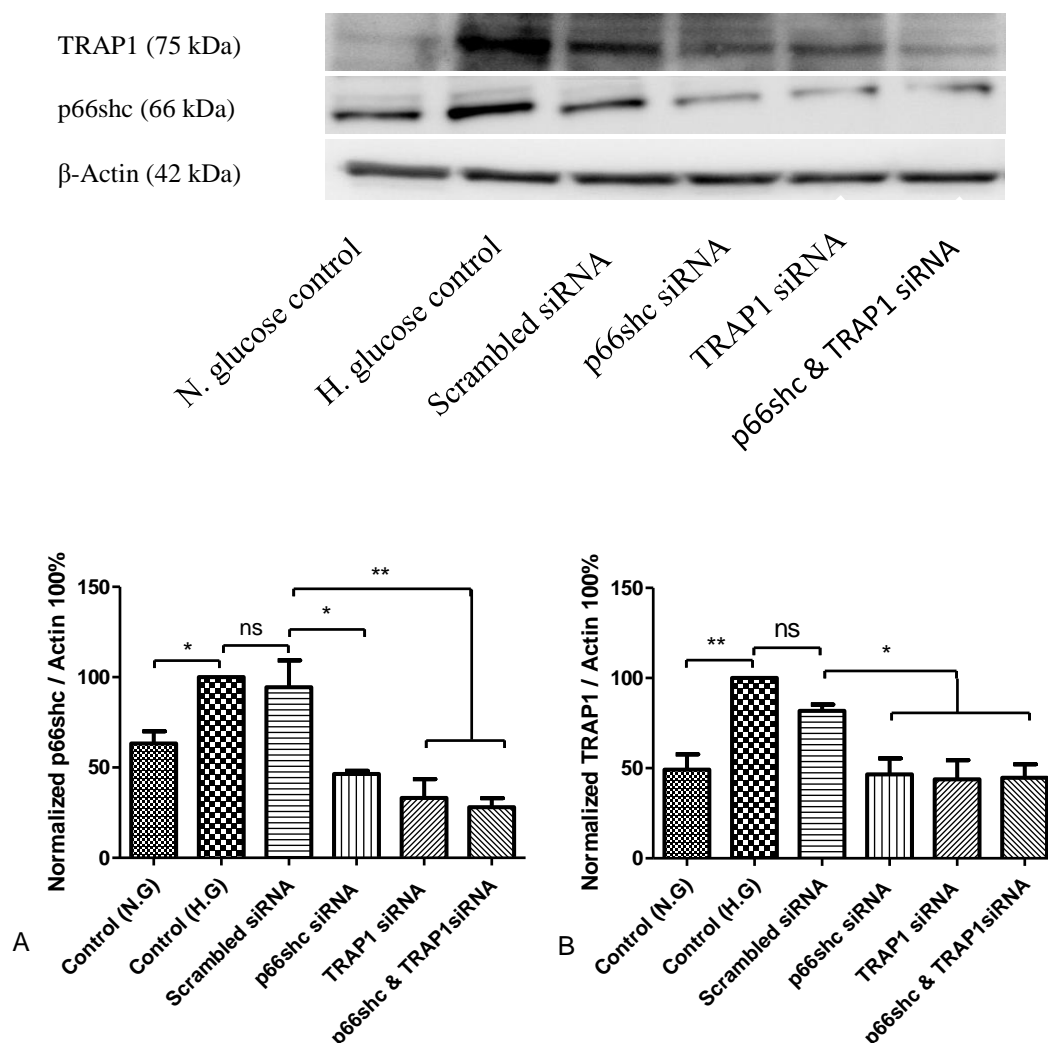 TRAP1 (75 kDa)
p66shc (66 kDa)
β-Actin (42 kDa)
N. glucose control
H. glucose control
Scrambled siRNA
p66shc siRNA
TRAP1 siRNA
p66shc & TRAP1 siRNA
Normalized p66shc / Actin 100%
150
100
50
0
*
ns
*
**
Control (N.G)
Control (H.G)
Scrambled siRNA
p66shc siRNA
TRAP1 siRNA
p66shc & TRAP1siRNA
A
Normalized TRAP1 / Actin 100%
150
100
50
0
**
ns
*
Control (N.G)
Control (H.G)
Scrambled siRNA
p66shc siRNA
TRAP1 siRNA
p66shc & TRAP1siRNA
B